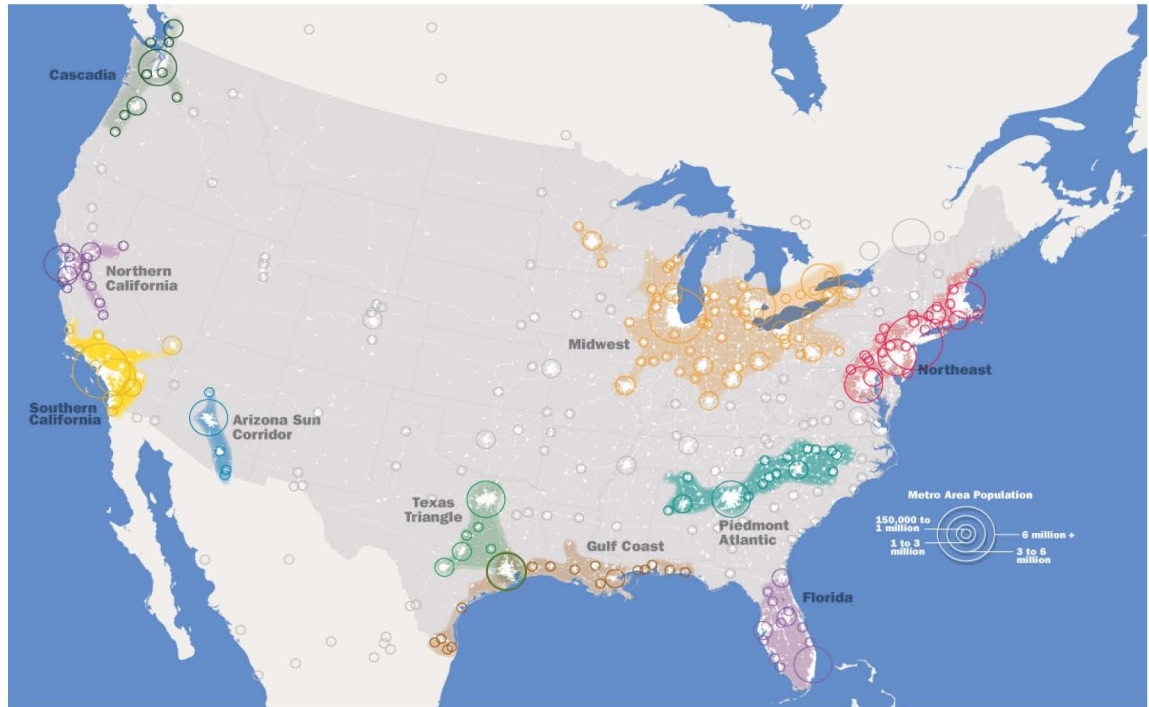 Cascadia
Northern
California
Southern
California
Arizona Sun
Corridor
Midwest
Northeast
Texas
Triangle
Gulf Coast
Piedmont
Atlantic
Florida
Metro Area Population
150,000 to
1 million
1 to 3
million
6 million +
3 to 6
million